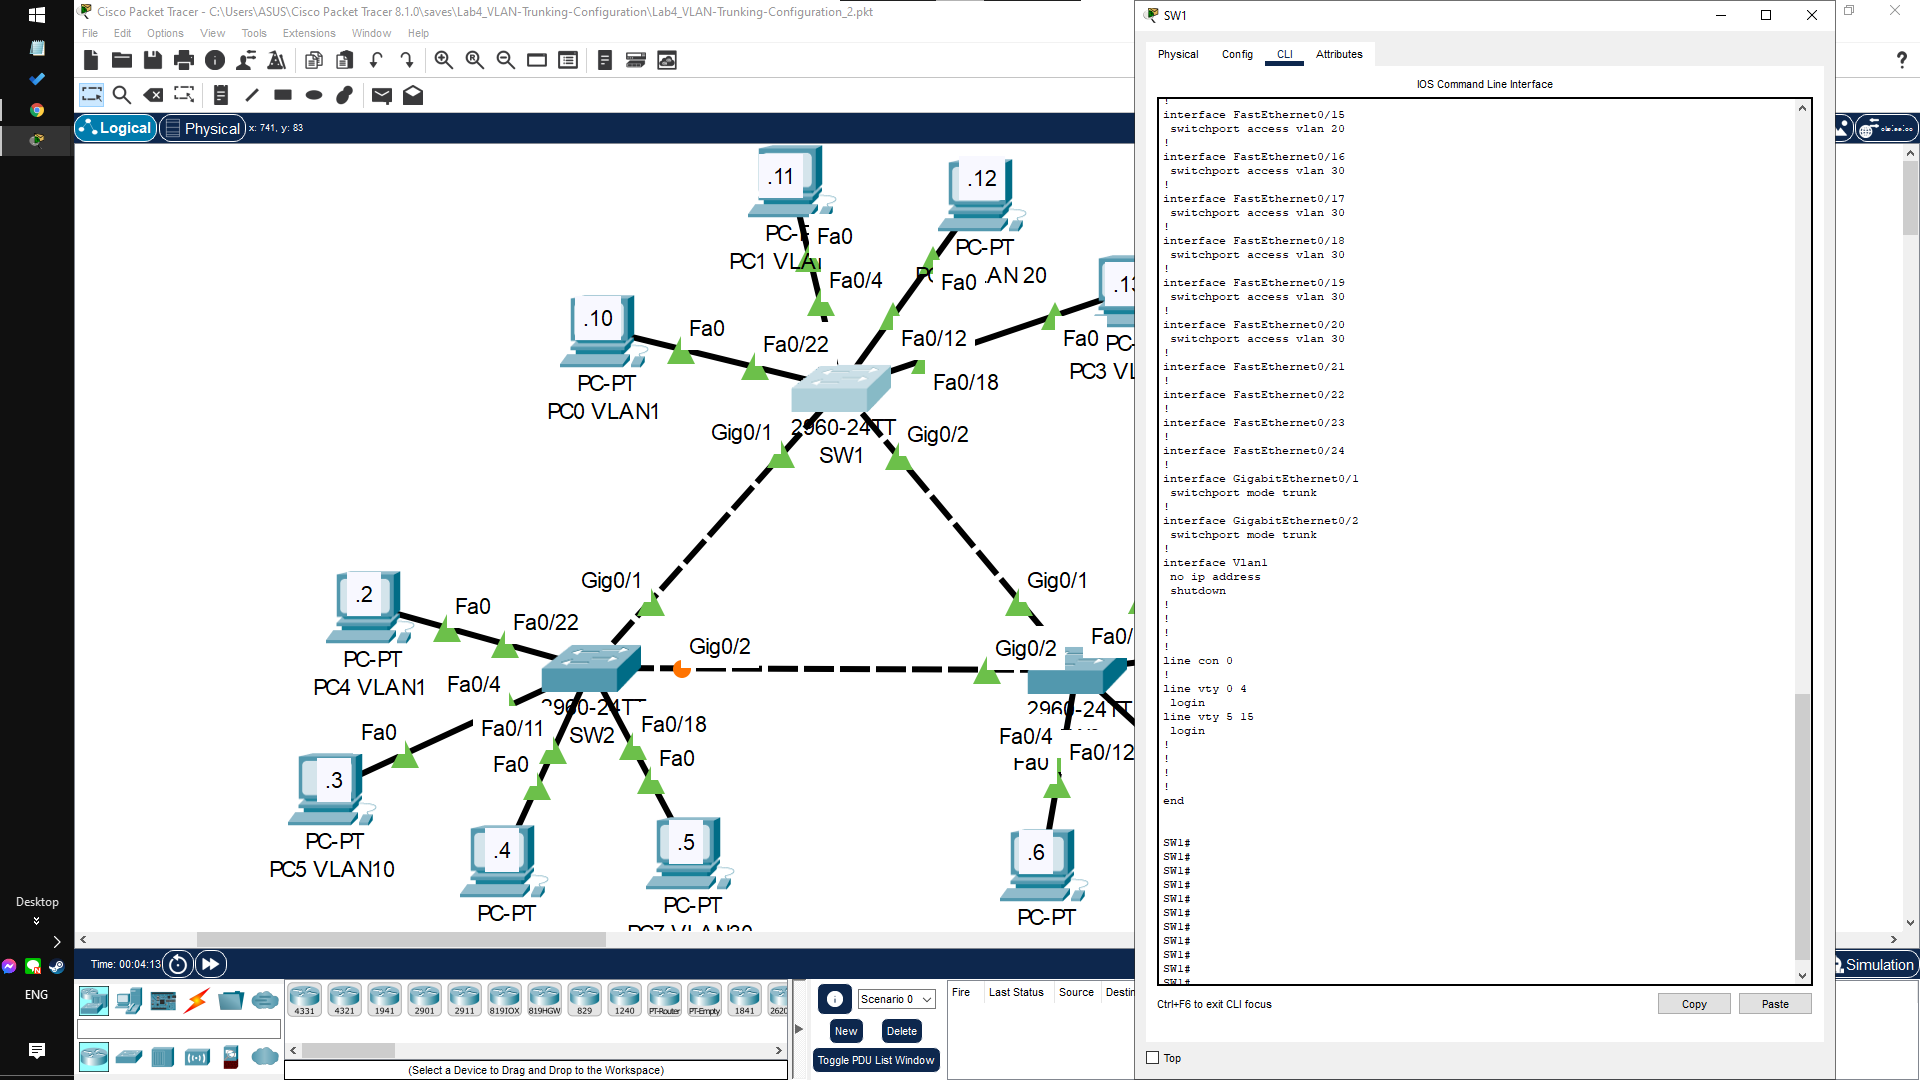 Cisco Packet Tracer - C:\Users\ASUS\Cisco Packet Tracer 8.1.0\saves\Lab4_VLAN-Trunking-Configuration\Lab4_VLAN-Trunking-Configuration_2.pkt
File Edit Options View Tools Extensions Window Help
Logical
Physical
x: 741, y: 83
.11
PC1
Fa0
Fa0/4
.12
PC-PT
AN 20
Fa0
Fa0/12
.10
PC-PT
PC0 VLAN1
Fa0
Fa0/22
Fa0
PC3
Fa0/18
2960-24TT
SW1
Gig0/1
Gig0/2
Gig0/1
Gig0/1
Gig0/2
Gig0/2
Fa0/
.2
PC-PT
PC4 VLAN1
Fa0
Fa0/22
Fa0/4
2960-24TT
SW2
Fa0/11
Fa0/18
Fa0
.3
PC-PT
PC5 VLAN10
Fa0
.4
PC-PT
Fa0
.5
PC-PT
PC7 VLAN30
2960-24TT
Fa0/4
Fa0/12
Fa0
.6
PC-PT
Time: 00:04:13
Simulation
4331
4321
1941
2901
2911
819IOX
819HGW
829
1240
PT-Router
PT-Empty
1841
(Select a Device to Drag and Drop to the Workspace)
Scenario 0
New
Delete
Toggle PDU List Window
Fire
Last Status
Source
Desktop
ENG
SW1
Physical
Config
CLI
Attributes
IOS Command Line Interface
!
interface FastEthernet0/15
switchport access vlan 20
!
interface FastEthernet0/16
switchport access vlan 30
!
interface FastEthernet0/17
switchport access vlan 30
!
interface FastEthernet0/18
switchport access vlan 30
!
interface FastEthernet0/19
switchport access vlan 30
!
interface FastEthernet0/20
switchport access vlan 30
!
interface FastEthernet0/21
!
interface FastEthernet0/22
!
interface FastEthernet0/23
!
interface FastEthernet0/24
!
interface GigabitEthernet0/1
switchport mode trunk
!
interface GigabitEthernet0/2
switchport mode trunk
!
interface Vlan1
no ip address
shutdown
!
!
!
!
line con 0
!
line vty 0 4
login
line vty 5 15
login
!
!
!
!
end
SW1#
SW1#
SW1#
SW1#
SW1#
SW1#
SW1#
SW1#
SW1#
SW1#
SW1#
Ctrl+F6 to exit CLI focus
Copy
Paste
Top